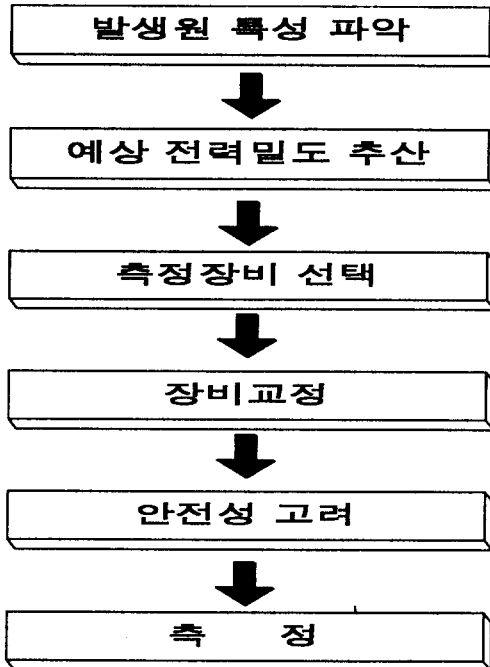 발생원 특성 파악
예상 전력밀도 추산
측정장비 선택
장비교정
안전성 고려
측 정